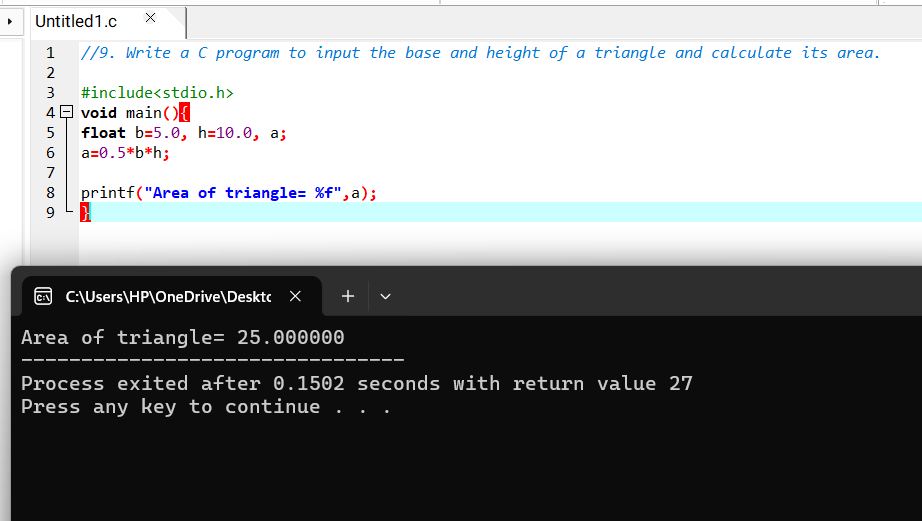 Untitled1.c
1 //9. Write a C program to input the base and height of a triangle and calculate its area.
2
3 #include<stdio.h>
4 void main(){
5 float b=5.0, h=10.0, a;
6 a=0.5*b*h;
7
8 printf("Area of triangle= %f",a);
9 }
C:\Users\HP\OneDrive\Deskto
Area of triangle= 25.000000
--------------------------------
Process exited after 0.1502 seconds with return value 27
Press any key to continue . . .